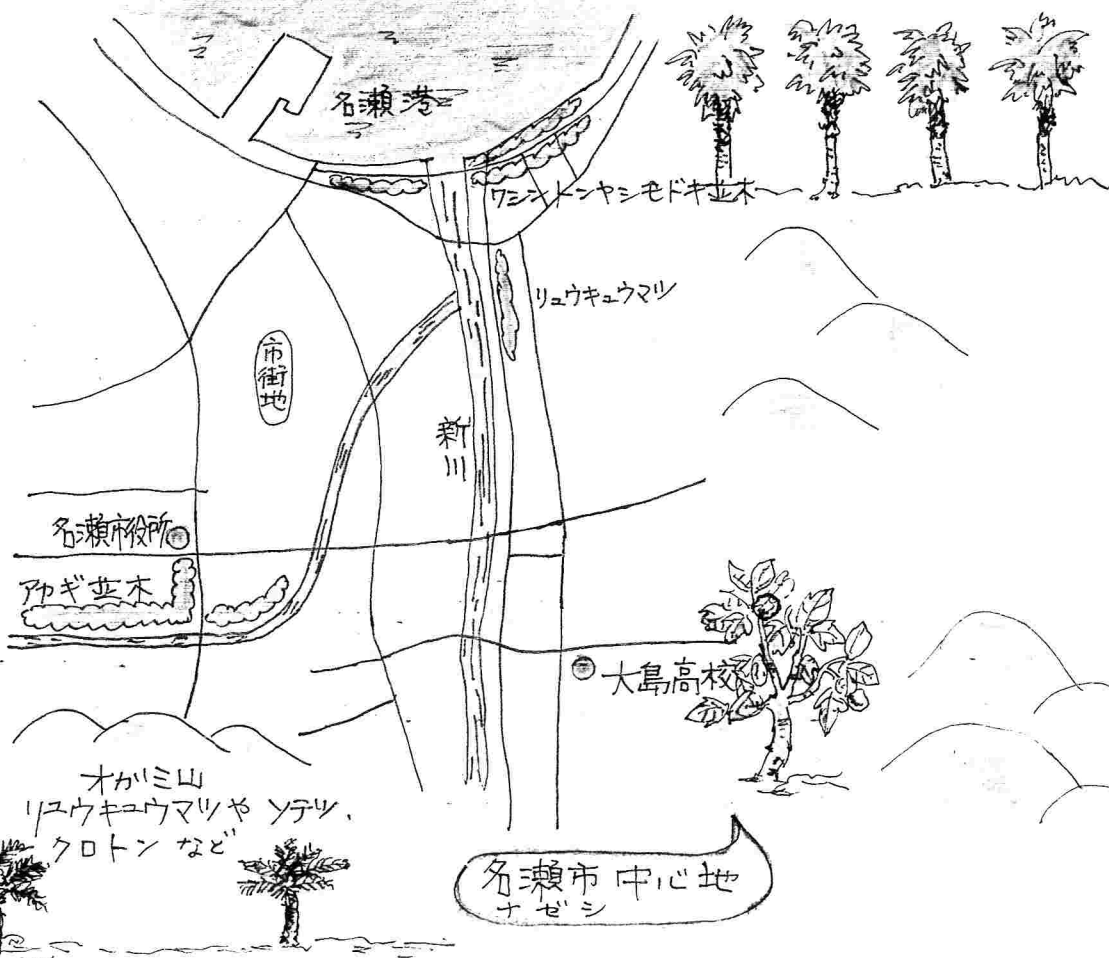 名瀬港
ワシントンヤシモドキ並木
リュウキュウマツ
市街地
新川
名瀬市役所
アカギ並木
大島高校
オガミ山
リユウキュウマツや ソテツ、
クロトン など
名瀬市 中心地
ナゼシ